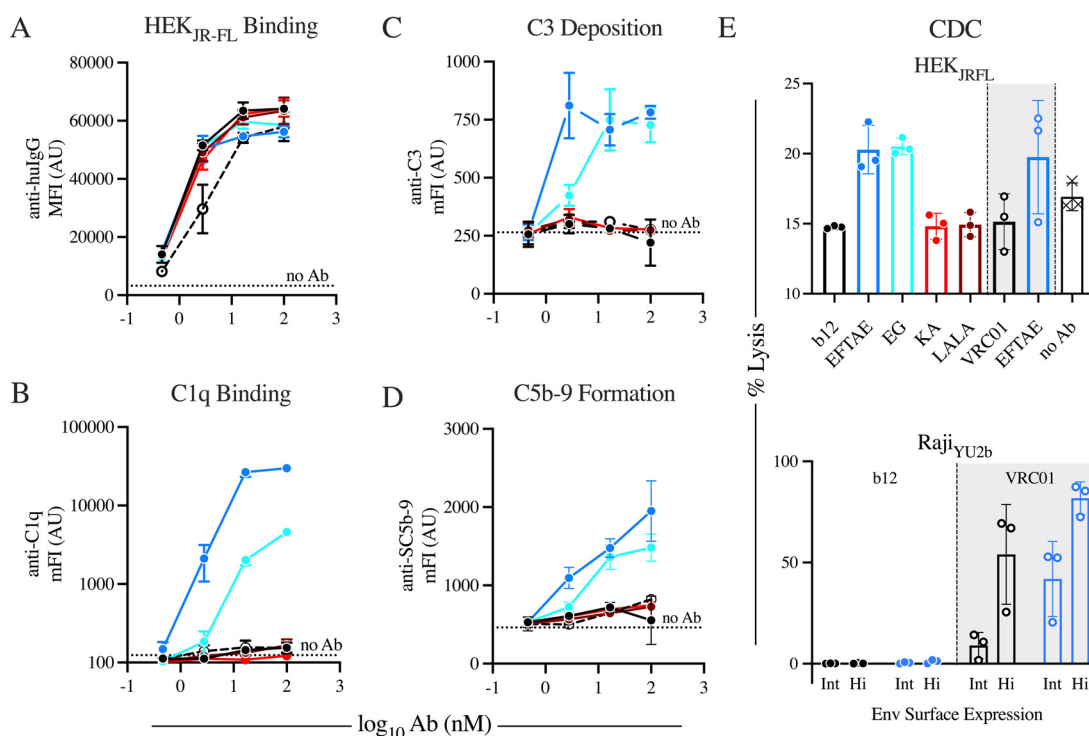 A
HEK_JR-FL Binding
anti-huIgG
MFI (AU)
80000
60000
40000
20000
0
no Ab
-1 0 1 2 3
B
C1q Binding
anti-C1q
mFI (AU)
100000
10000
1000
100
no Ab
-1 0 1 2 3
C
C3 Deposition
anti-C3
mFI (AU)
1000
750
500
250
0
no Ab
-1 0 1 2 3
D
C5b-9 Formation
anti-SC5b-9
mFI (AU)
3000
2000
1000
0
no Ab
-1 0 1 2 3
log10 Ab (nM)
E
CDC
HEK_JRFL
% Lysis
25
20
15
10
b12 EFTAE EG KA LALA VRC01 EFTAE no Ab
Raji_YU2b
100
50
0
b12 VRC01
Int Hi Int Hi Int Hi Int Hi
Env Surface Expression